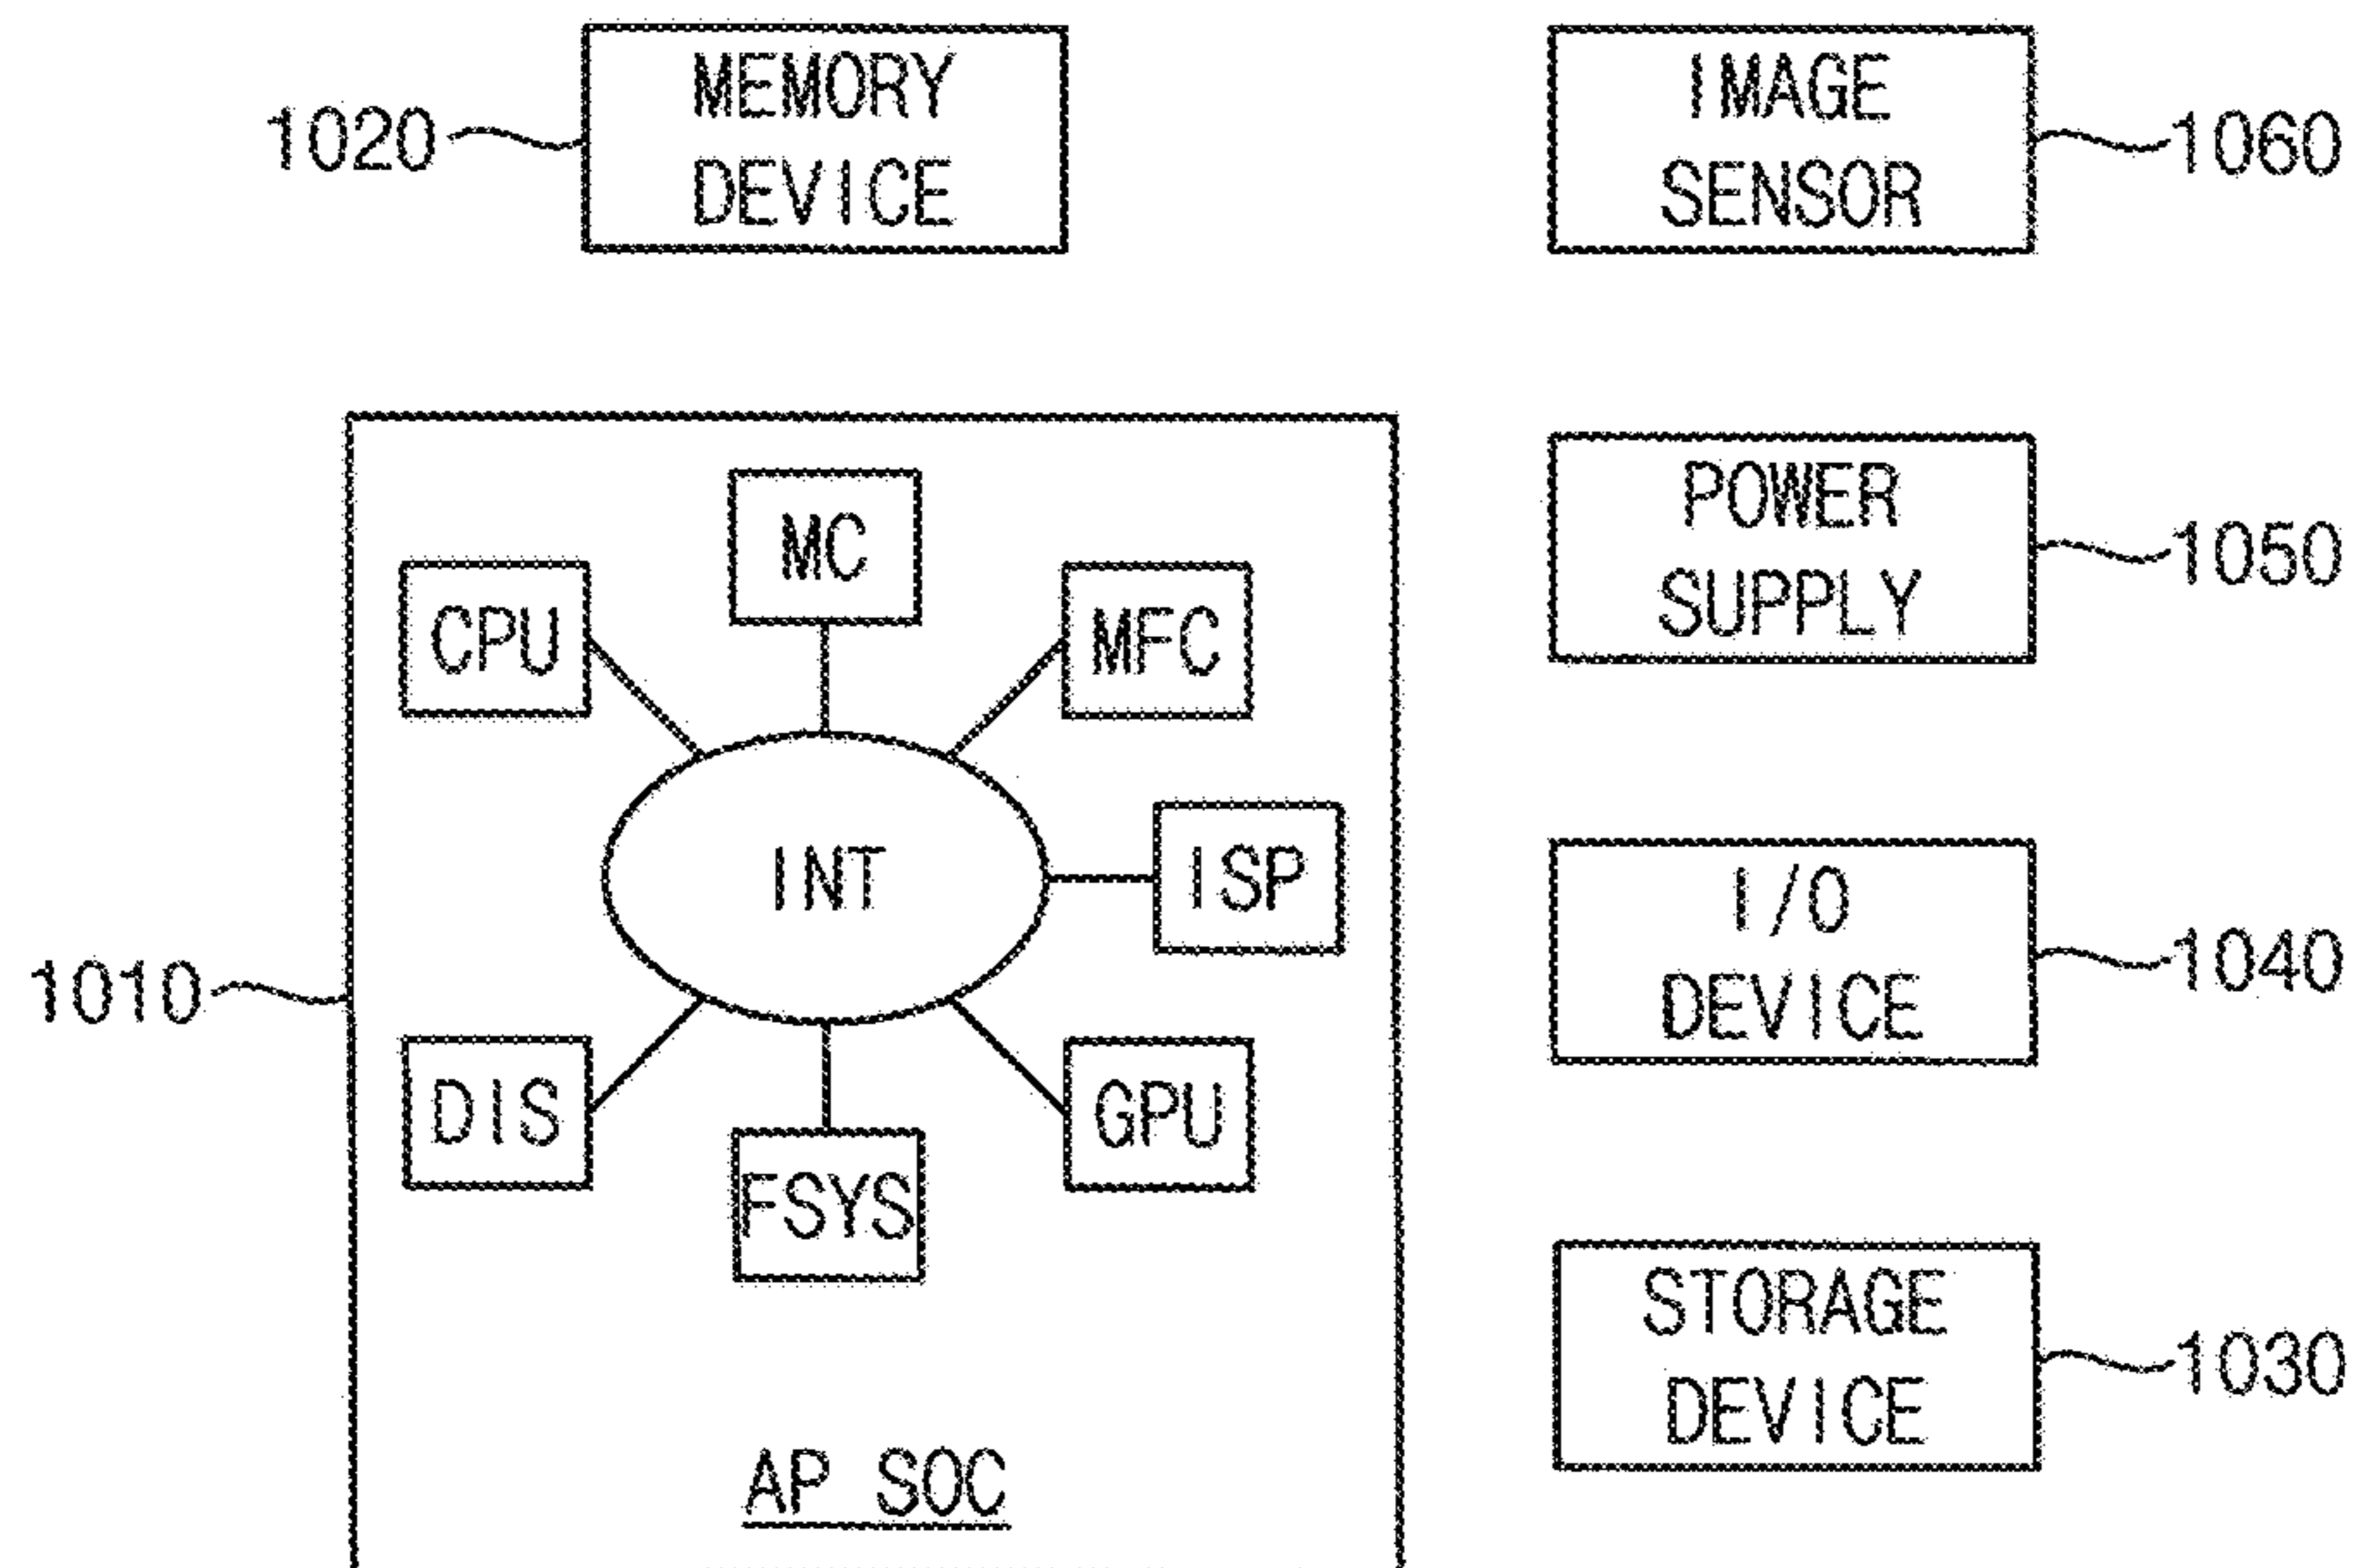 MEMORY
DEVICE
1020
IMAGE
SENSOR
1060
MC
CPU
MFC
INT
ISP
DIS
GPU
FSYS
AP SOC
1010
POWER
SUPPLY
1050
I/O
DEVICE
1040
STORAGE
DEVICE
1030